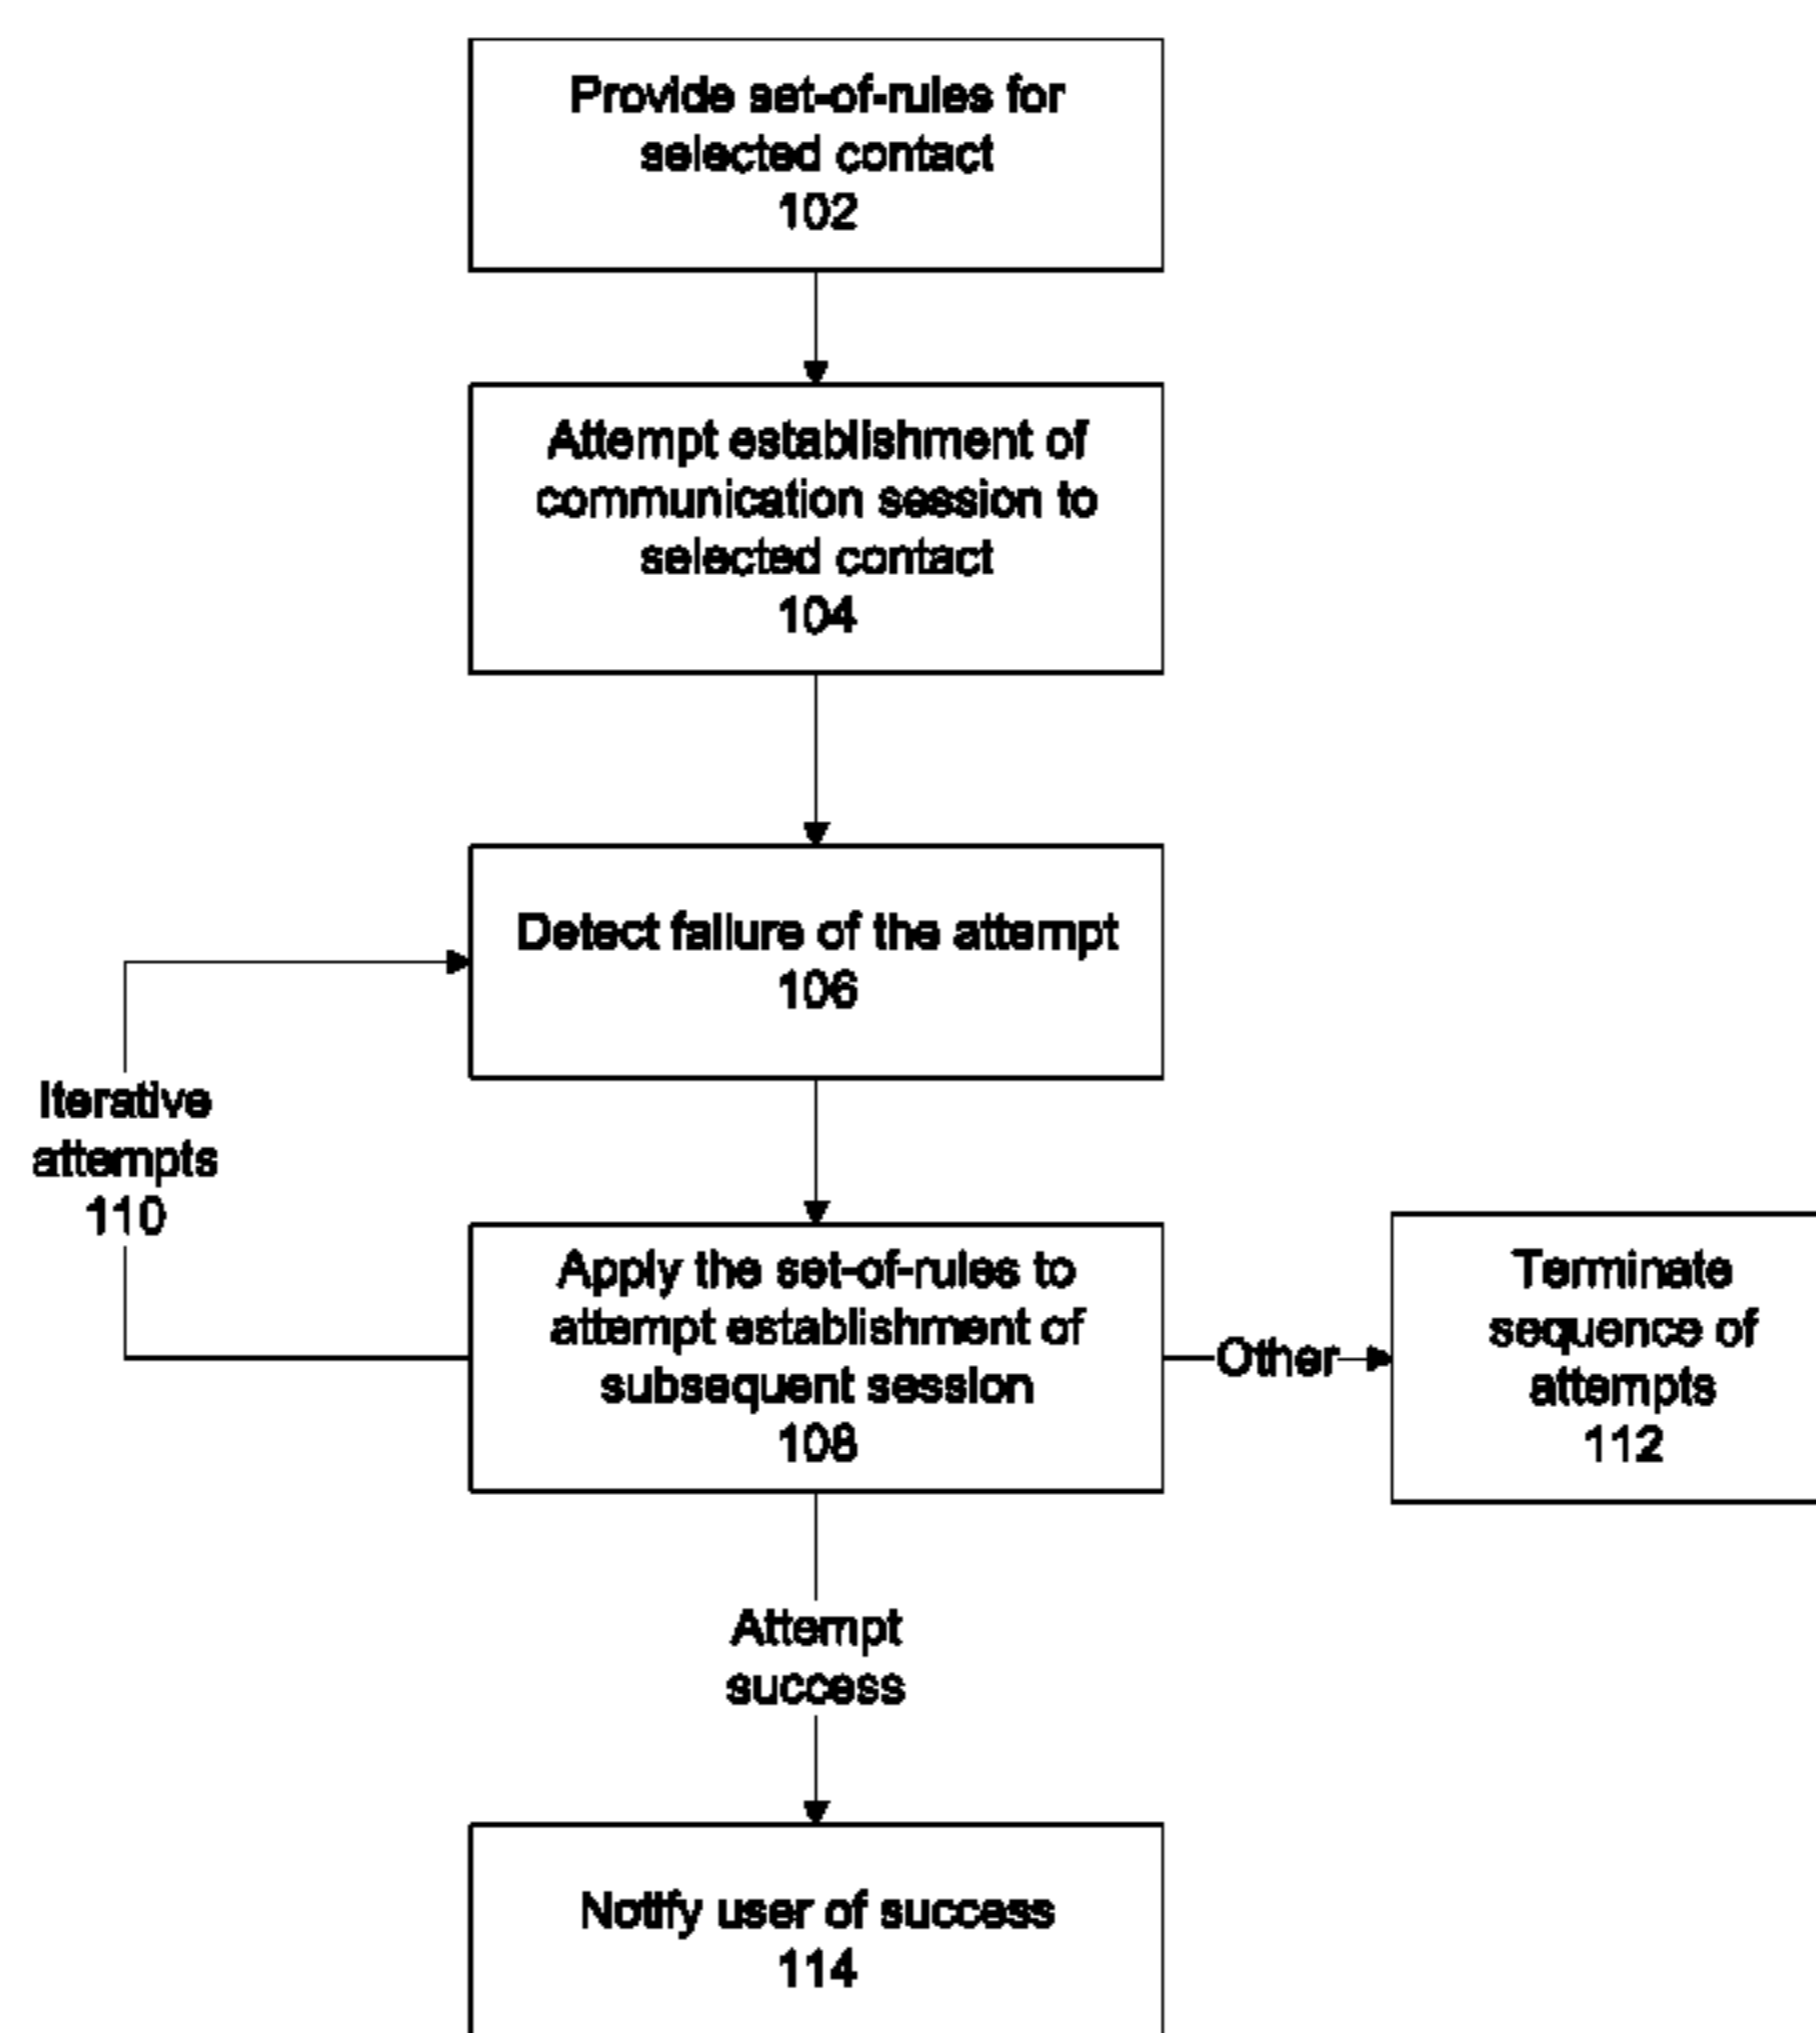 Provide set-of-rules for
selected contact
102
Attempt establishment of
communication session to
selected contact
104
Detect failure of the attempt
106
Iterative
attempts
110
Apply the set-of-rules to
attempt establishment of
subsequent session
108
Other
Terminate
sequence of
attempts
112
Attempt
success
Notify user of success
114